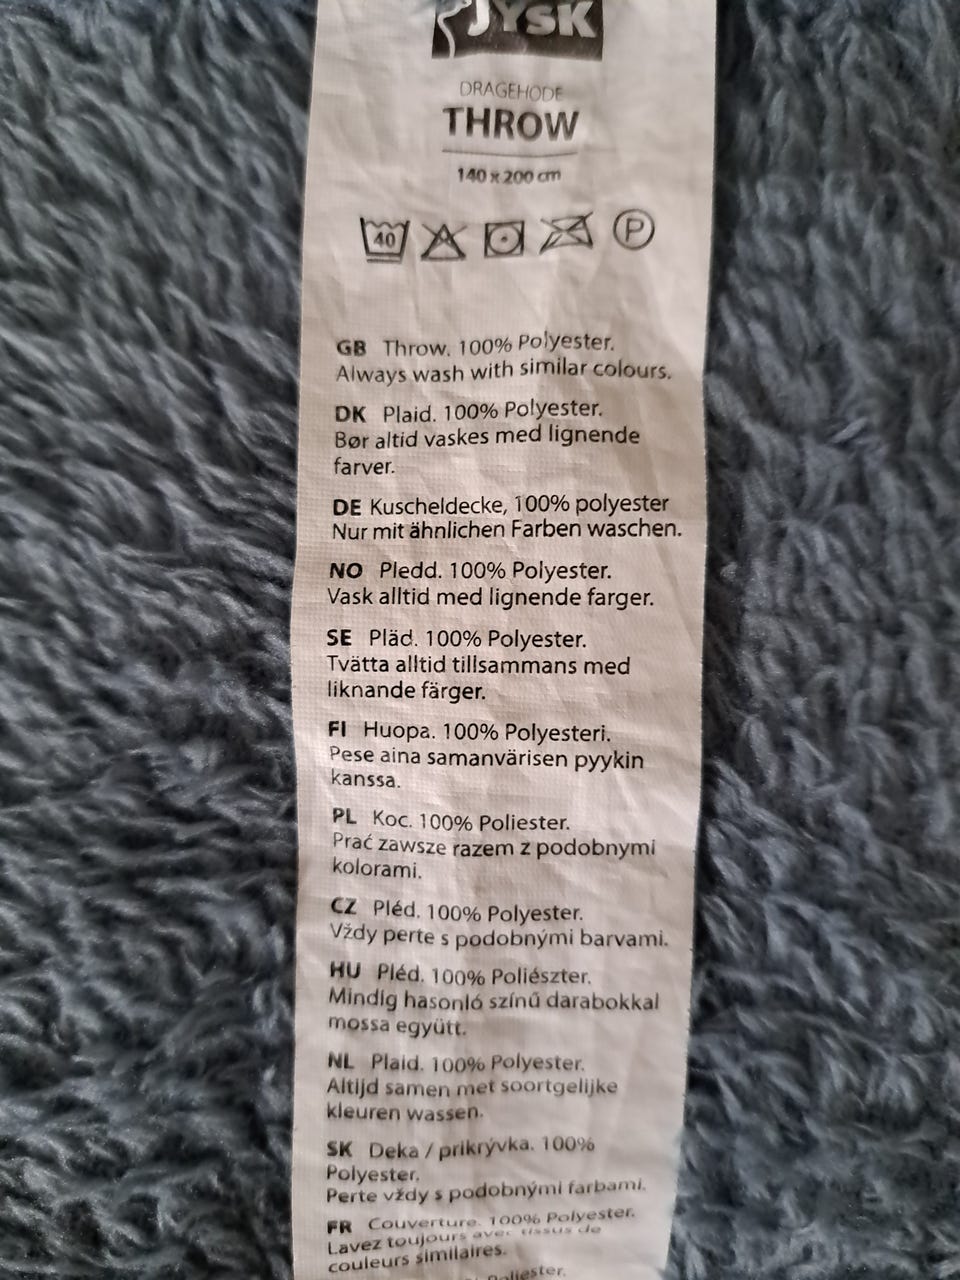 JYSK
DRAGEHODE
THROW
140 x 200 cm
40 P
GB Throw. 100% Polyester.
Always wash with similar colours.
DK Plaid. 100% Polyester.
Bør altid vaskes med lignende
farver.
DE Kuscheldecke, 100% polyester
Nur mit ähnlichen Farben waschen.
NO Pledd. 100% Polyester.
Vask alltid med lignende farger.
SE Pläd. 100% Polyester.
Tvätta alltid tillsammans med
liknande färger.
FI Huopa. 100% Polyesteri.
Pese aina samanvärisen pyykin
kanssa.
PL Koc. 100% Poliester.
Prać zawsze razem z podobnymi
kolorami.
CZ Pléd. 100% Polyester.
Vždy perte s podobnými barvami.
HU Pléd. 100% Poliészter.
Mindig hasonló színű darabokkal
mossa együtt.
NL Plaid. 100% Polyester.
Altijd samen met soortgelijke
kleuren wassen.
SK Deka / prikrývka. 100%
Polyester.
Perte vždy s podobnými farbami.
FR Couverture. 100% Polyester.
Lavez toujours avec tissus de
couleurs similaires.
% Poliester.